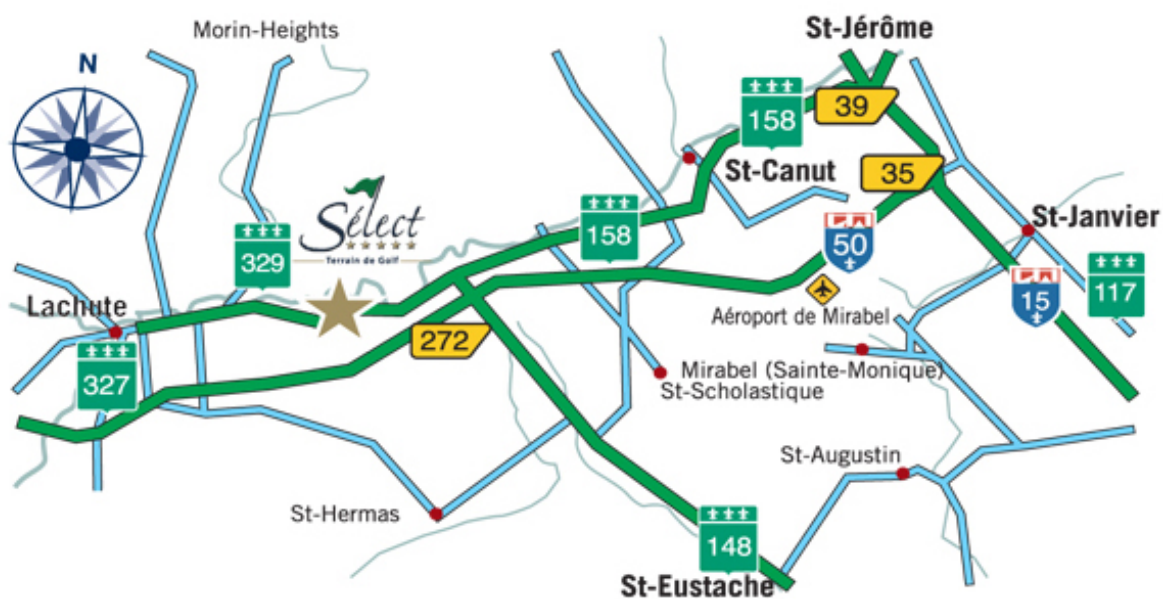 St-Jérôme
Morin-Heights
N
39
158
35
St-Canut
Sélect
Terrain de Golf
St-Janvier
158
50
329
117
15
Lachute
Aéroport de Mirabel
272
327
Mirabel (Sainte-Monique)
St-Scholastique
St-Augustin
St-Hermas
148
St-Eustache